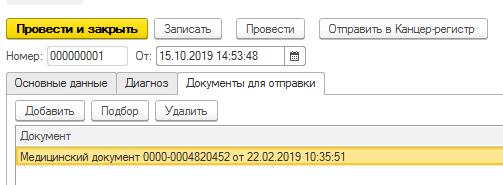 Провести и закрыть Записать Провести Отправить в Канцер-регистр
Номер: 000000001 От: 15.10.2019 14:53:48
Основные данные Диагноз Документы для отправки
Добавить Подбор Удалить
Документ
Медицинский документ 0000-0004820452 от 22.02.2019 10:35:51